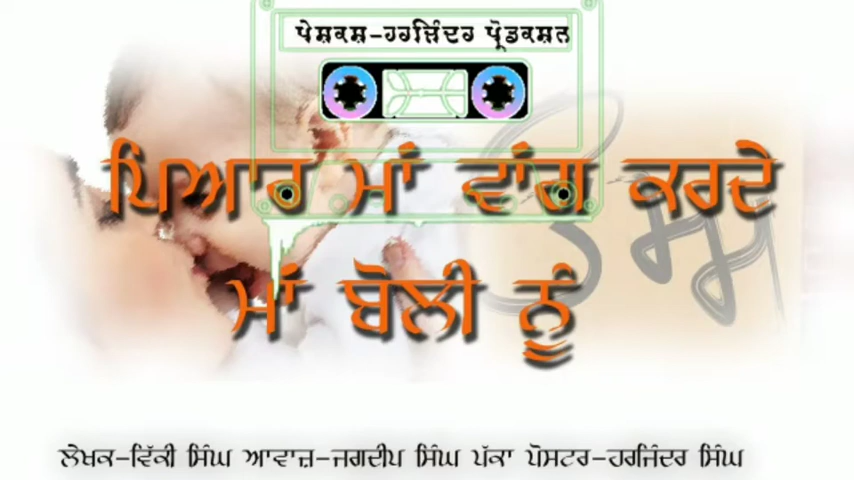 ਪੇਸ਼ਕਸ਼-ਹਰਜਿੰਦਰ ਪ੍ਰੋਡਕਸ਼ਨ
ਪਿਆਰ ਮਾਂ ਵਾਂਗ ਕਰਦੇ
ਮਾਂ ਬੋਲੀ ਨੂੰ
ਲੇਖਕ-ਵਿੱਕੀ ਸਿੰਘ ਆਵਾਜ਼-ਜਗਦੀਪ ਸਿੰਘ ਪੱਕਾ ਪੋਸਟਰ-ਹਰਜਿੰਦਰ ਸਿੰਘ